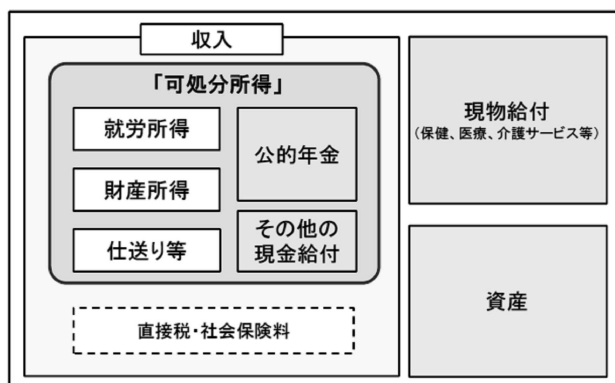 収入
「可処分所得」
就労所得
財産所得
仕送り等
公的年金
その他の
現金給付
直接税・社会保険料
現物給付
（保健、医療、介護サービス等）
資産